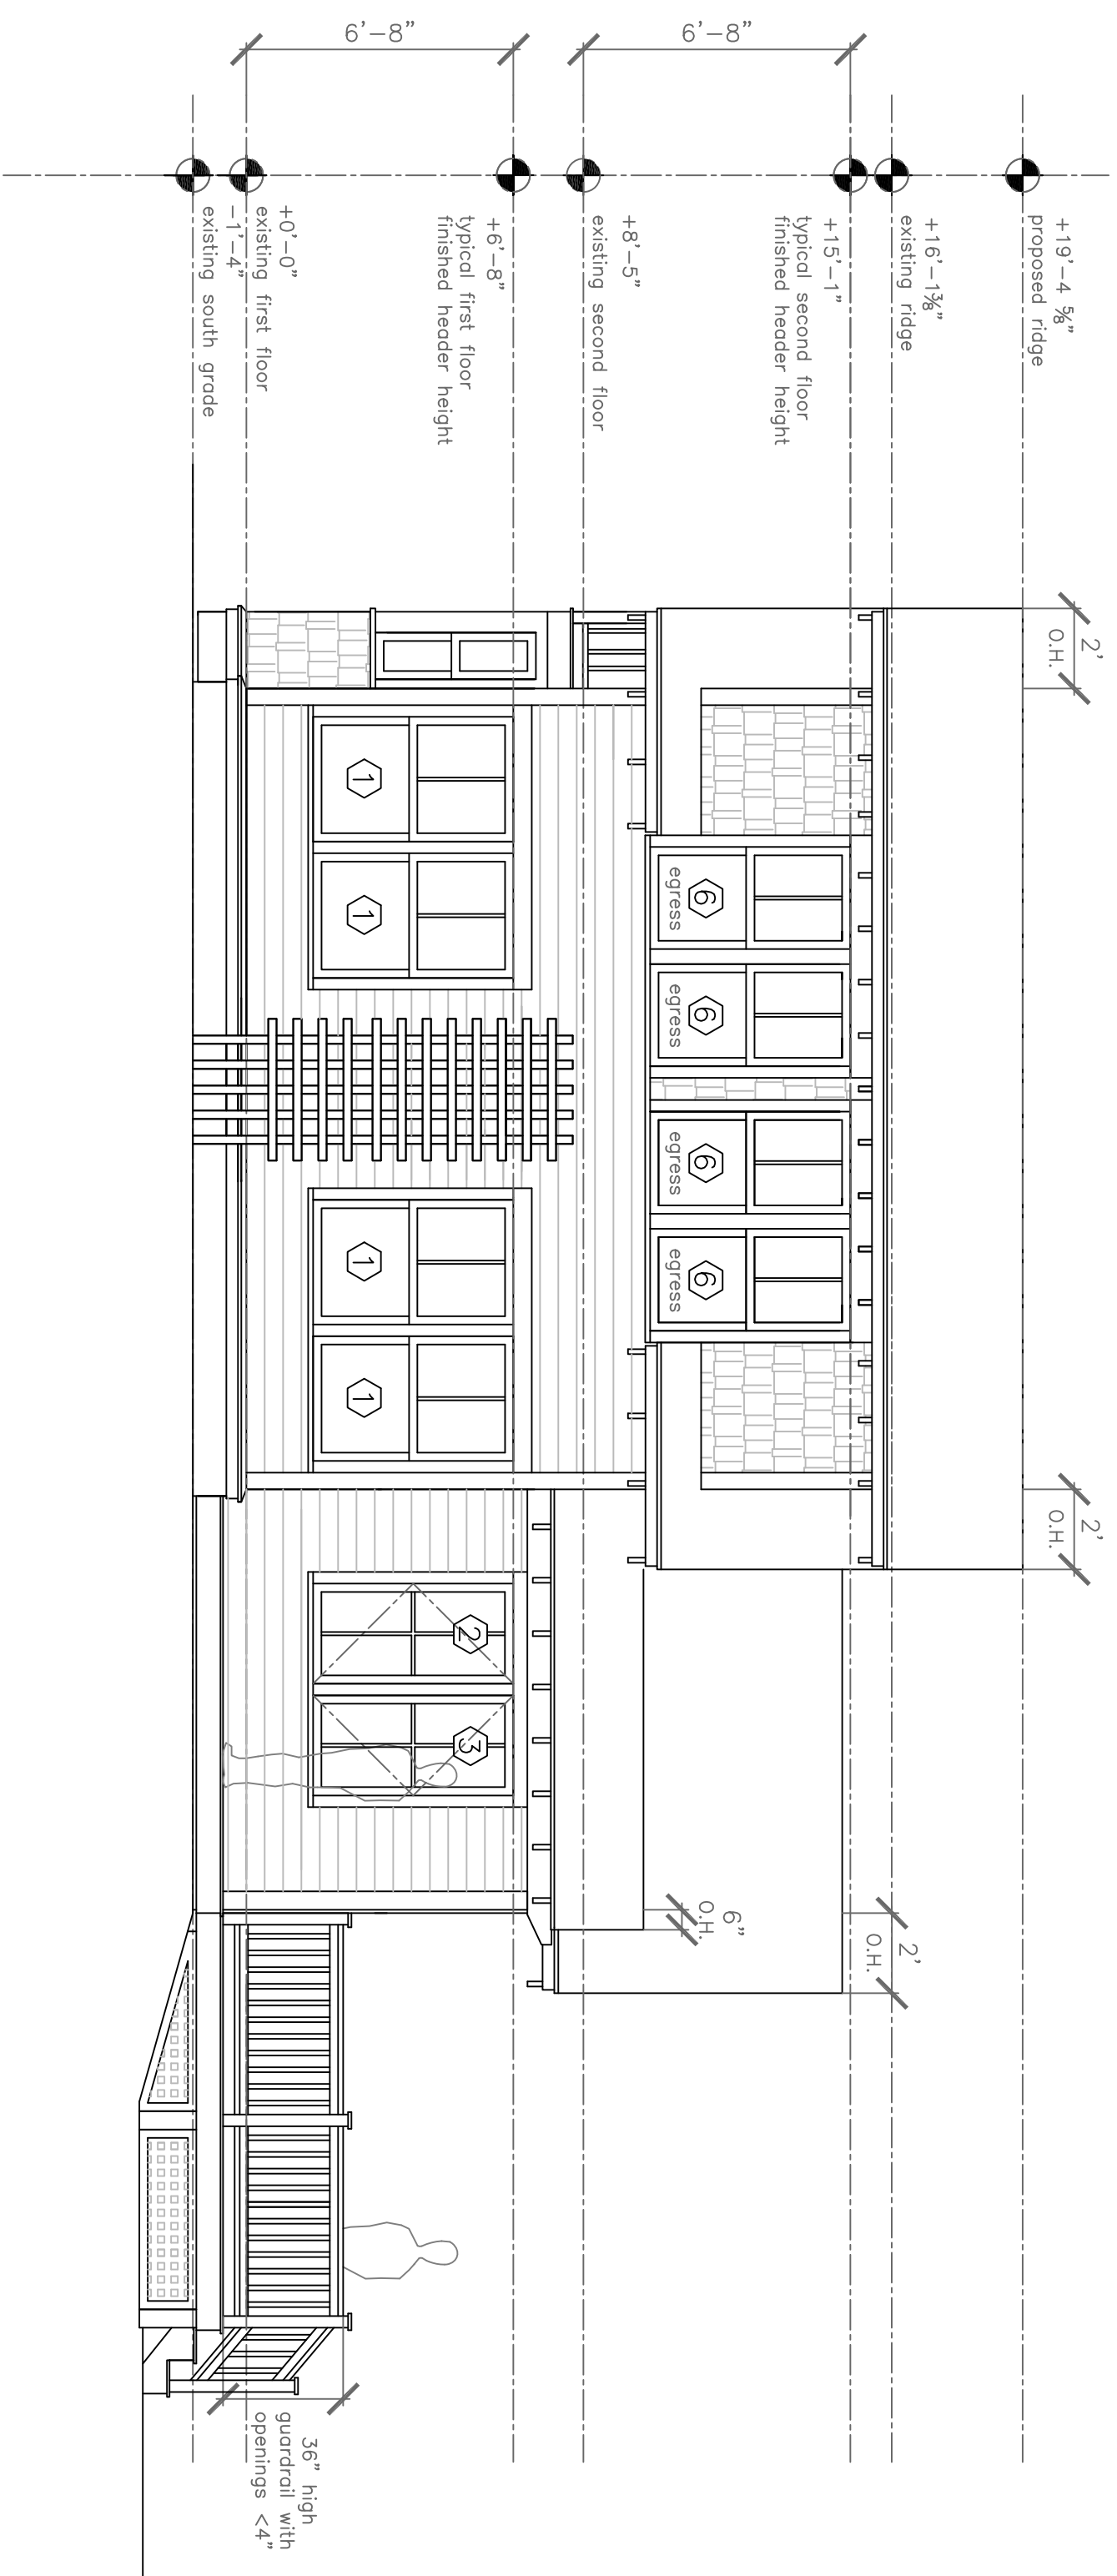 +19'-4 ⅝"
proposed ridge
+16'-1⅜"
existing ridge
+15'-1"
typical second floor
finished header height
+8'-5"
existing second floor
+6'-8"
typical first floor
finished header height
+0'-0"
existing first floor
-1'-4"
existing south grade
6'-8"
6'-8"
2'
O.H.
2'
O.H.
2'
O.H.
6"
O.H.
6
egress
6
egress
6
egress
6
egress
1
1
1
1
2
3
36" high
guardrail with
openings <4"